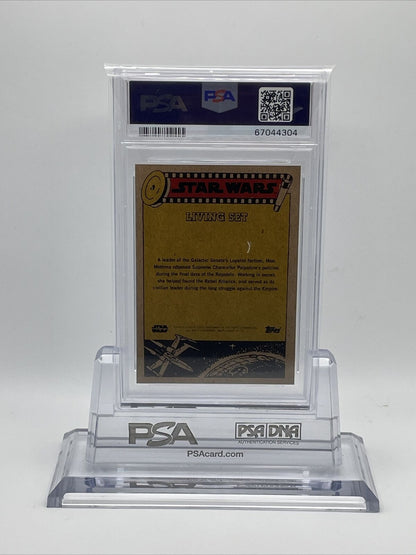 PSA
PSA
67044304
STAR WARS
LIVING SET
A leader of the Galactic Senate's Loyalist faction, Mon
Mothma rebuked Supreme Chancellor Palpatine's policies
during the final days of the Republic. Working in secret,
she helped found the Rebel Alliance, and served as its
civilian leader during the long struggle against the Empire.
STAR WARS
Topps
PSA
PSA DNA
AUTHENTICATION SERVICES
PSAcard.com